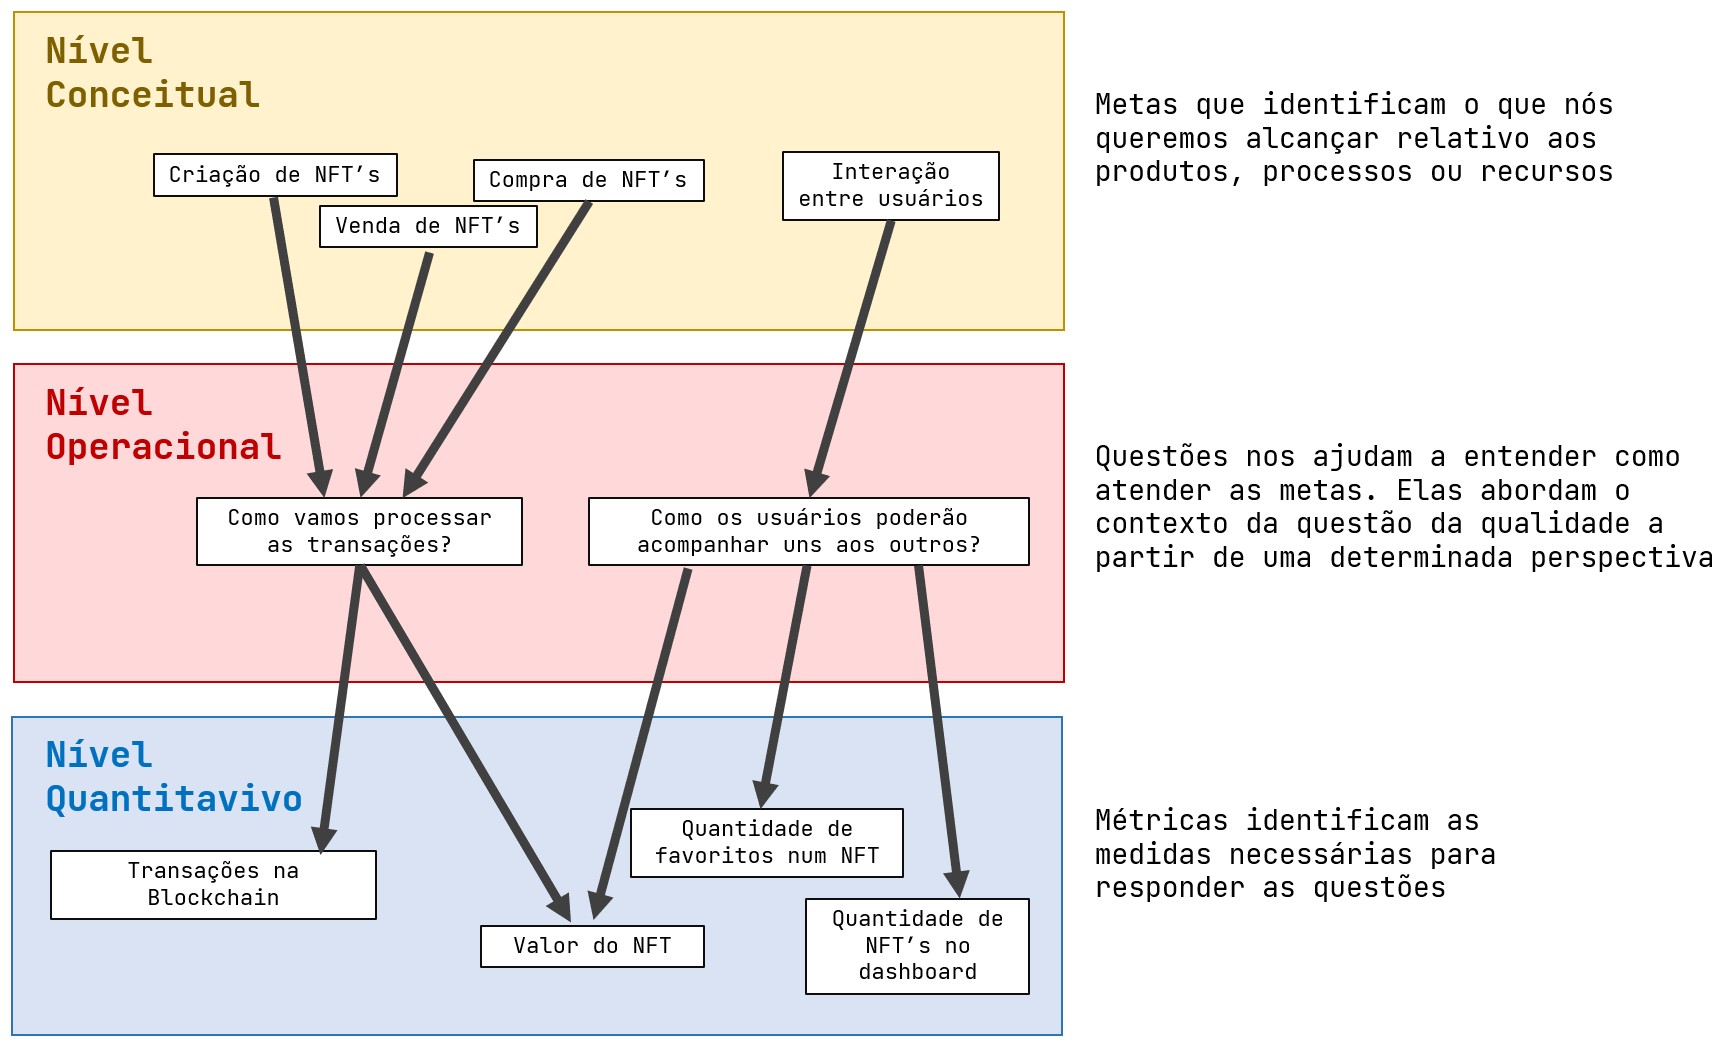 Nível
Conceitual
Criação de NFT’s
Compra de NFT’s
Venda de NFT’s
Interação
entre usuários
Metas que identificam o que nós
queremos alcançar relativo aos
produtos, processos ou recursos
Nível
Operacional
Como vamos processar
as transações?
Como os usuários poderão
acompanhar uns aos outros?
Questões nos ajudam a entender como
atender as metas. Elas abordam o
contexto da questão da qualidade a
partir de uma determinada perspectiva
Nível
Quantitavivo
Transações na
Blockchain
Valor do NFT
Quantidade de
favoritos num NFT
Quantidade de
NFT’s no
dashboard
Métricas identificam as
medidas necessárias para
responder as questões